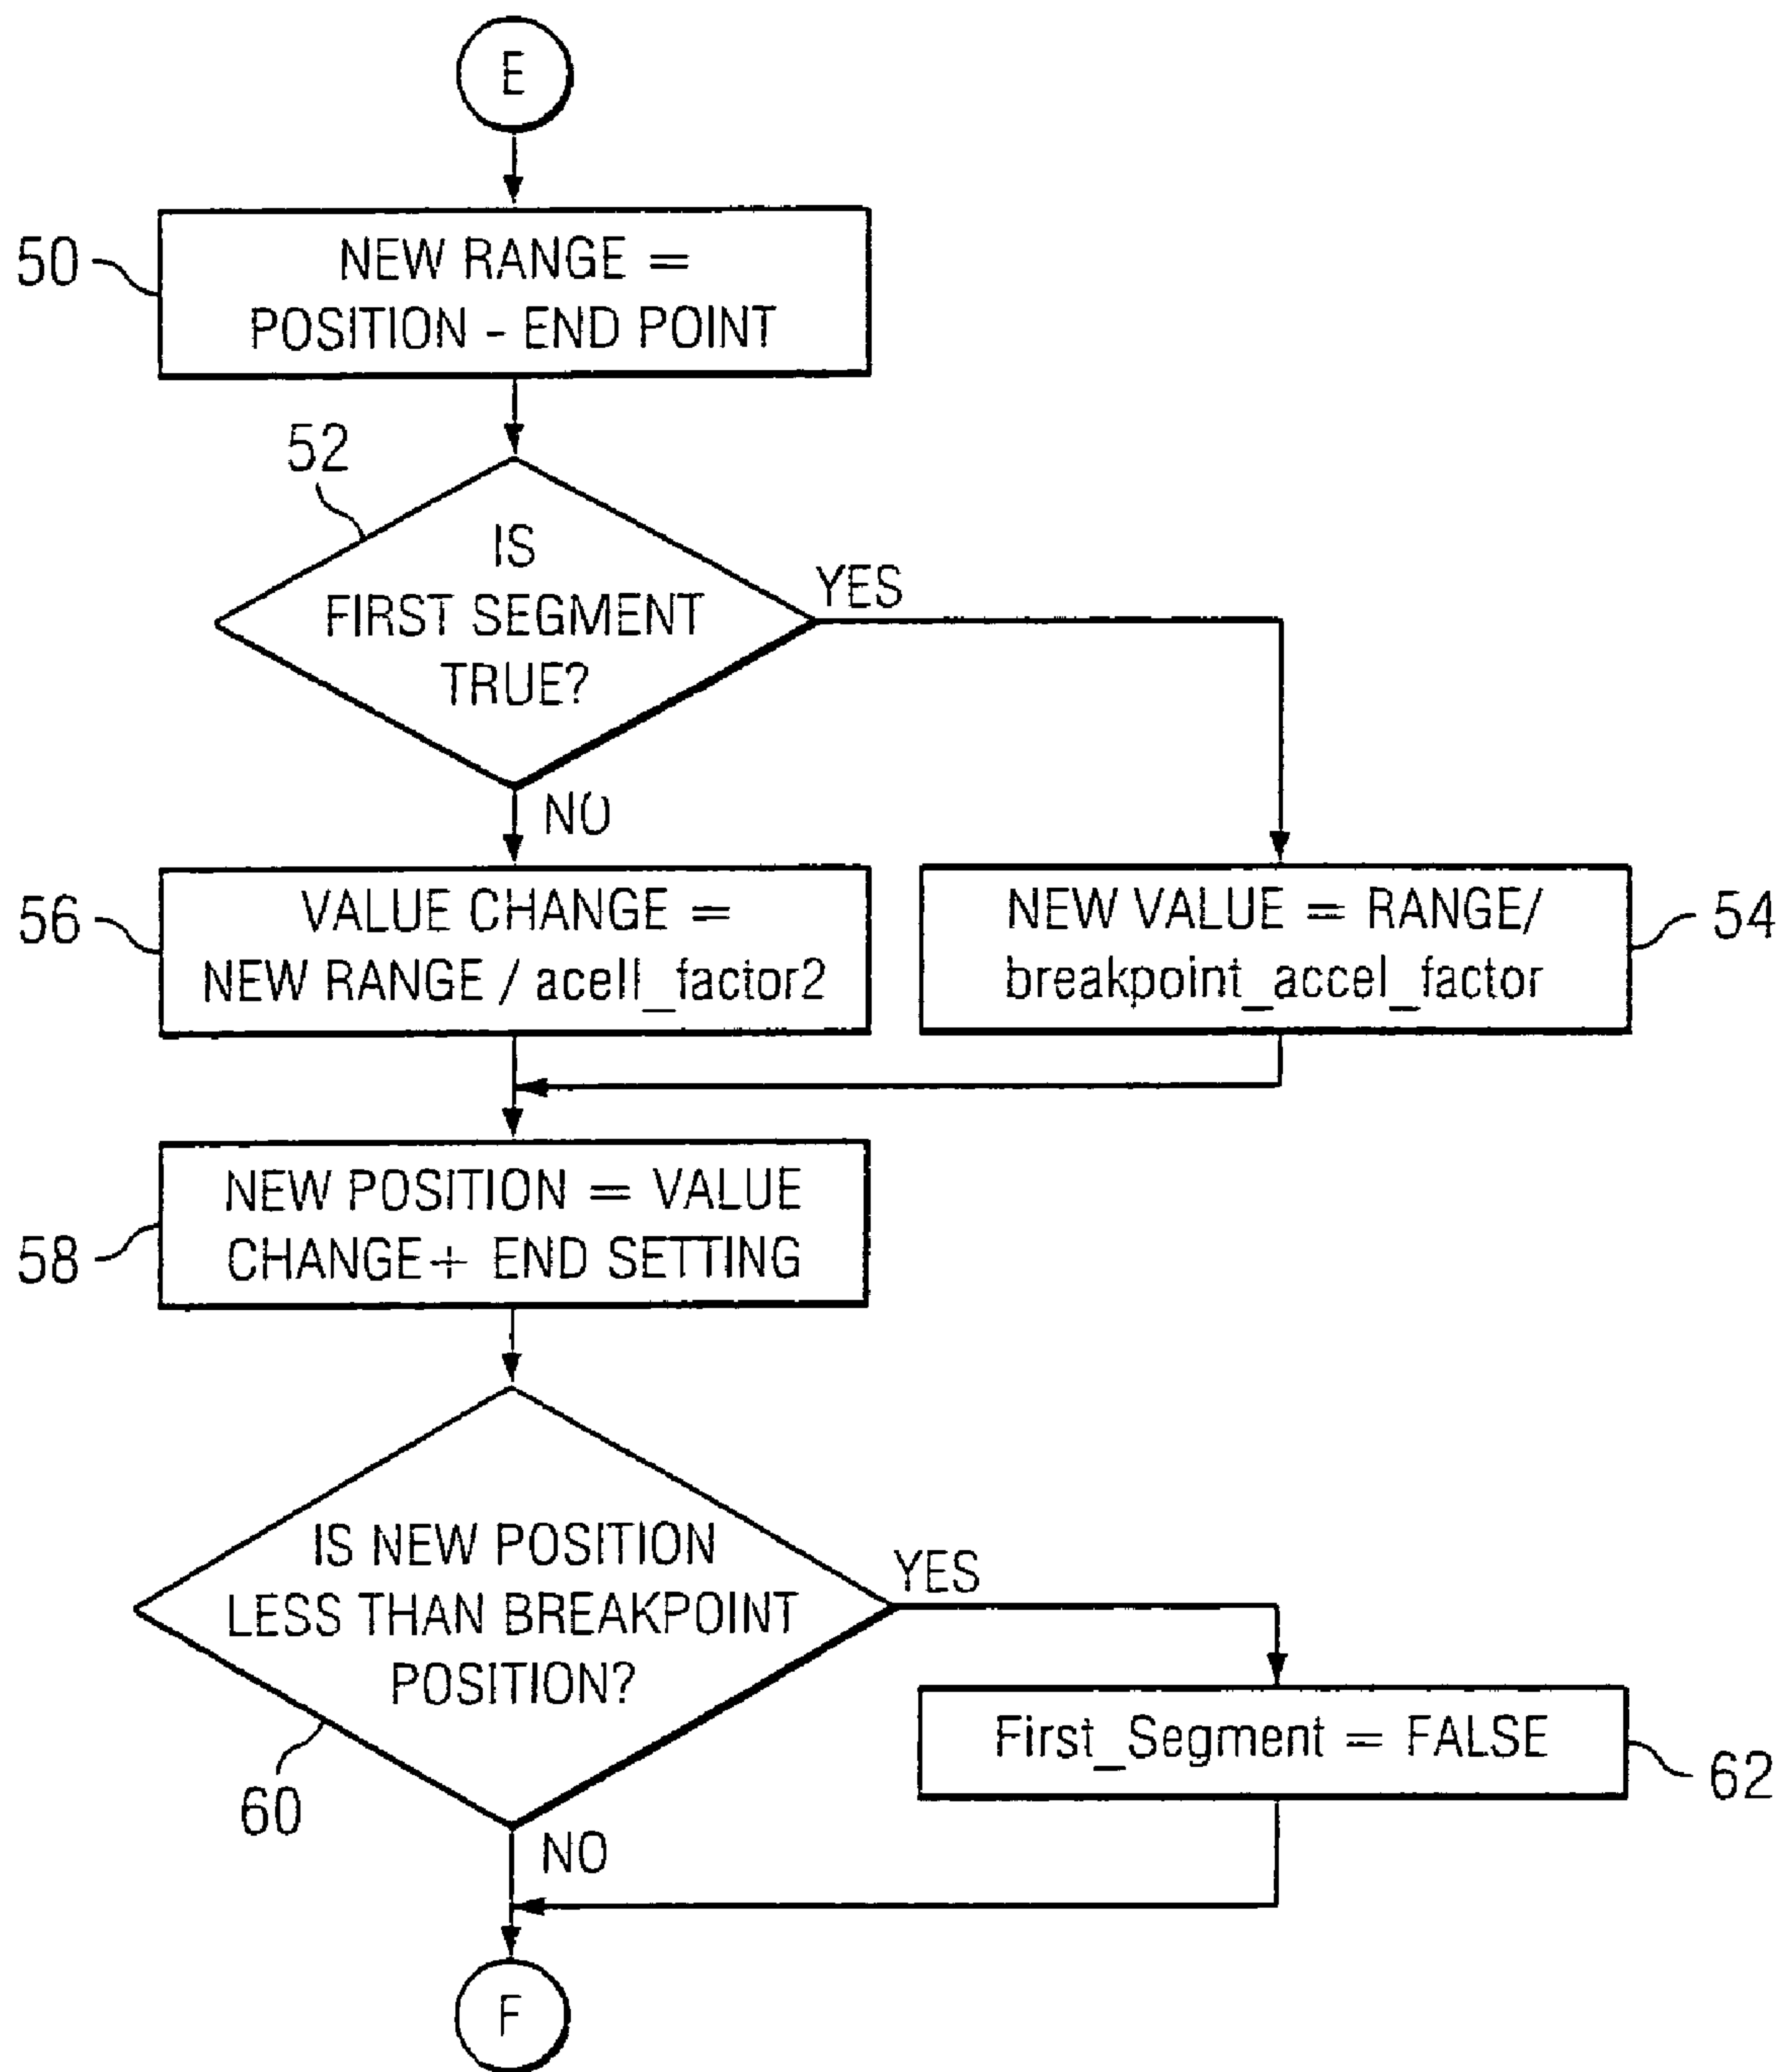 E
50
NEW RANGE =
POSITION - END POINT
52
IS
FIRST SEGMENT
TRUE?
YES
NO
56
VALUE CHANGE =
NEW RANGE / acell_factor2
NEW VALUE = RANGE/
breakpoint_accel_factor
54
58
NEW POSITION = VALUE
CHANGE+ END SETTING
IS NEW POSITION
LESS THAN BREAKPOINT
POSITION?
YES
60
NO
First_Segment = FALSE
62
F